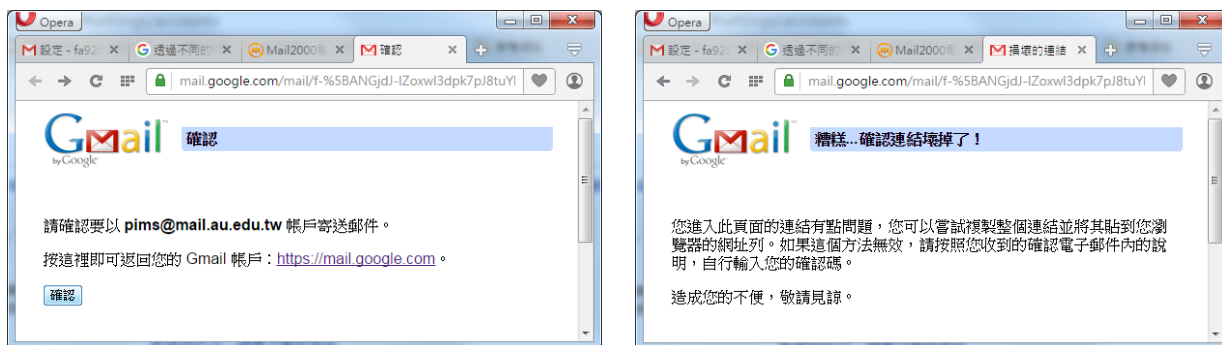 Opera
設定 - fa92
透過不同的
Mail2000
確認
mail.google.com/mail/f-%5BANGjdJ-IZoxwI3dpk7pJ8tuYl
Gmail
by Google
確認
請確認要以 pims@mail.au.edu.tw 帳戶寄送郵件。
按這裡即可返回您的 Gmail 帳戶：https://mail.google.com。
確認
Opera
設定 - fa92
透過不同的
Mail2000
損壞的連結
mail.google.com/mail/f-%5BANGjdJ-IZoxwI3dpk7pJ8tuYl
Gmail
by Google
糟糕...確認連結壞掉了！
您進入此頁面的連結有點問題，您可以嘗試複製整個連結並將其貼到您瀏
覽器的網址列。如果這個方法無效，請按照您收到的確認電子郵件內的說
明，自行輸入您的確認碼。
造成您的不便，敬請見諒。